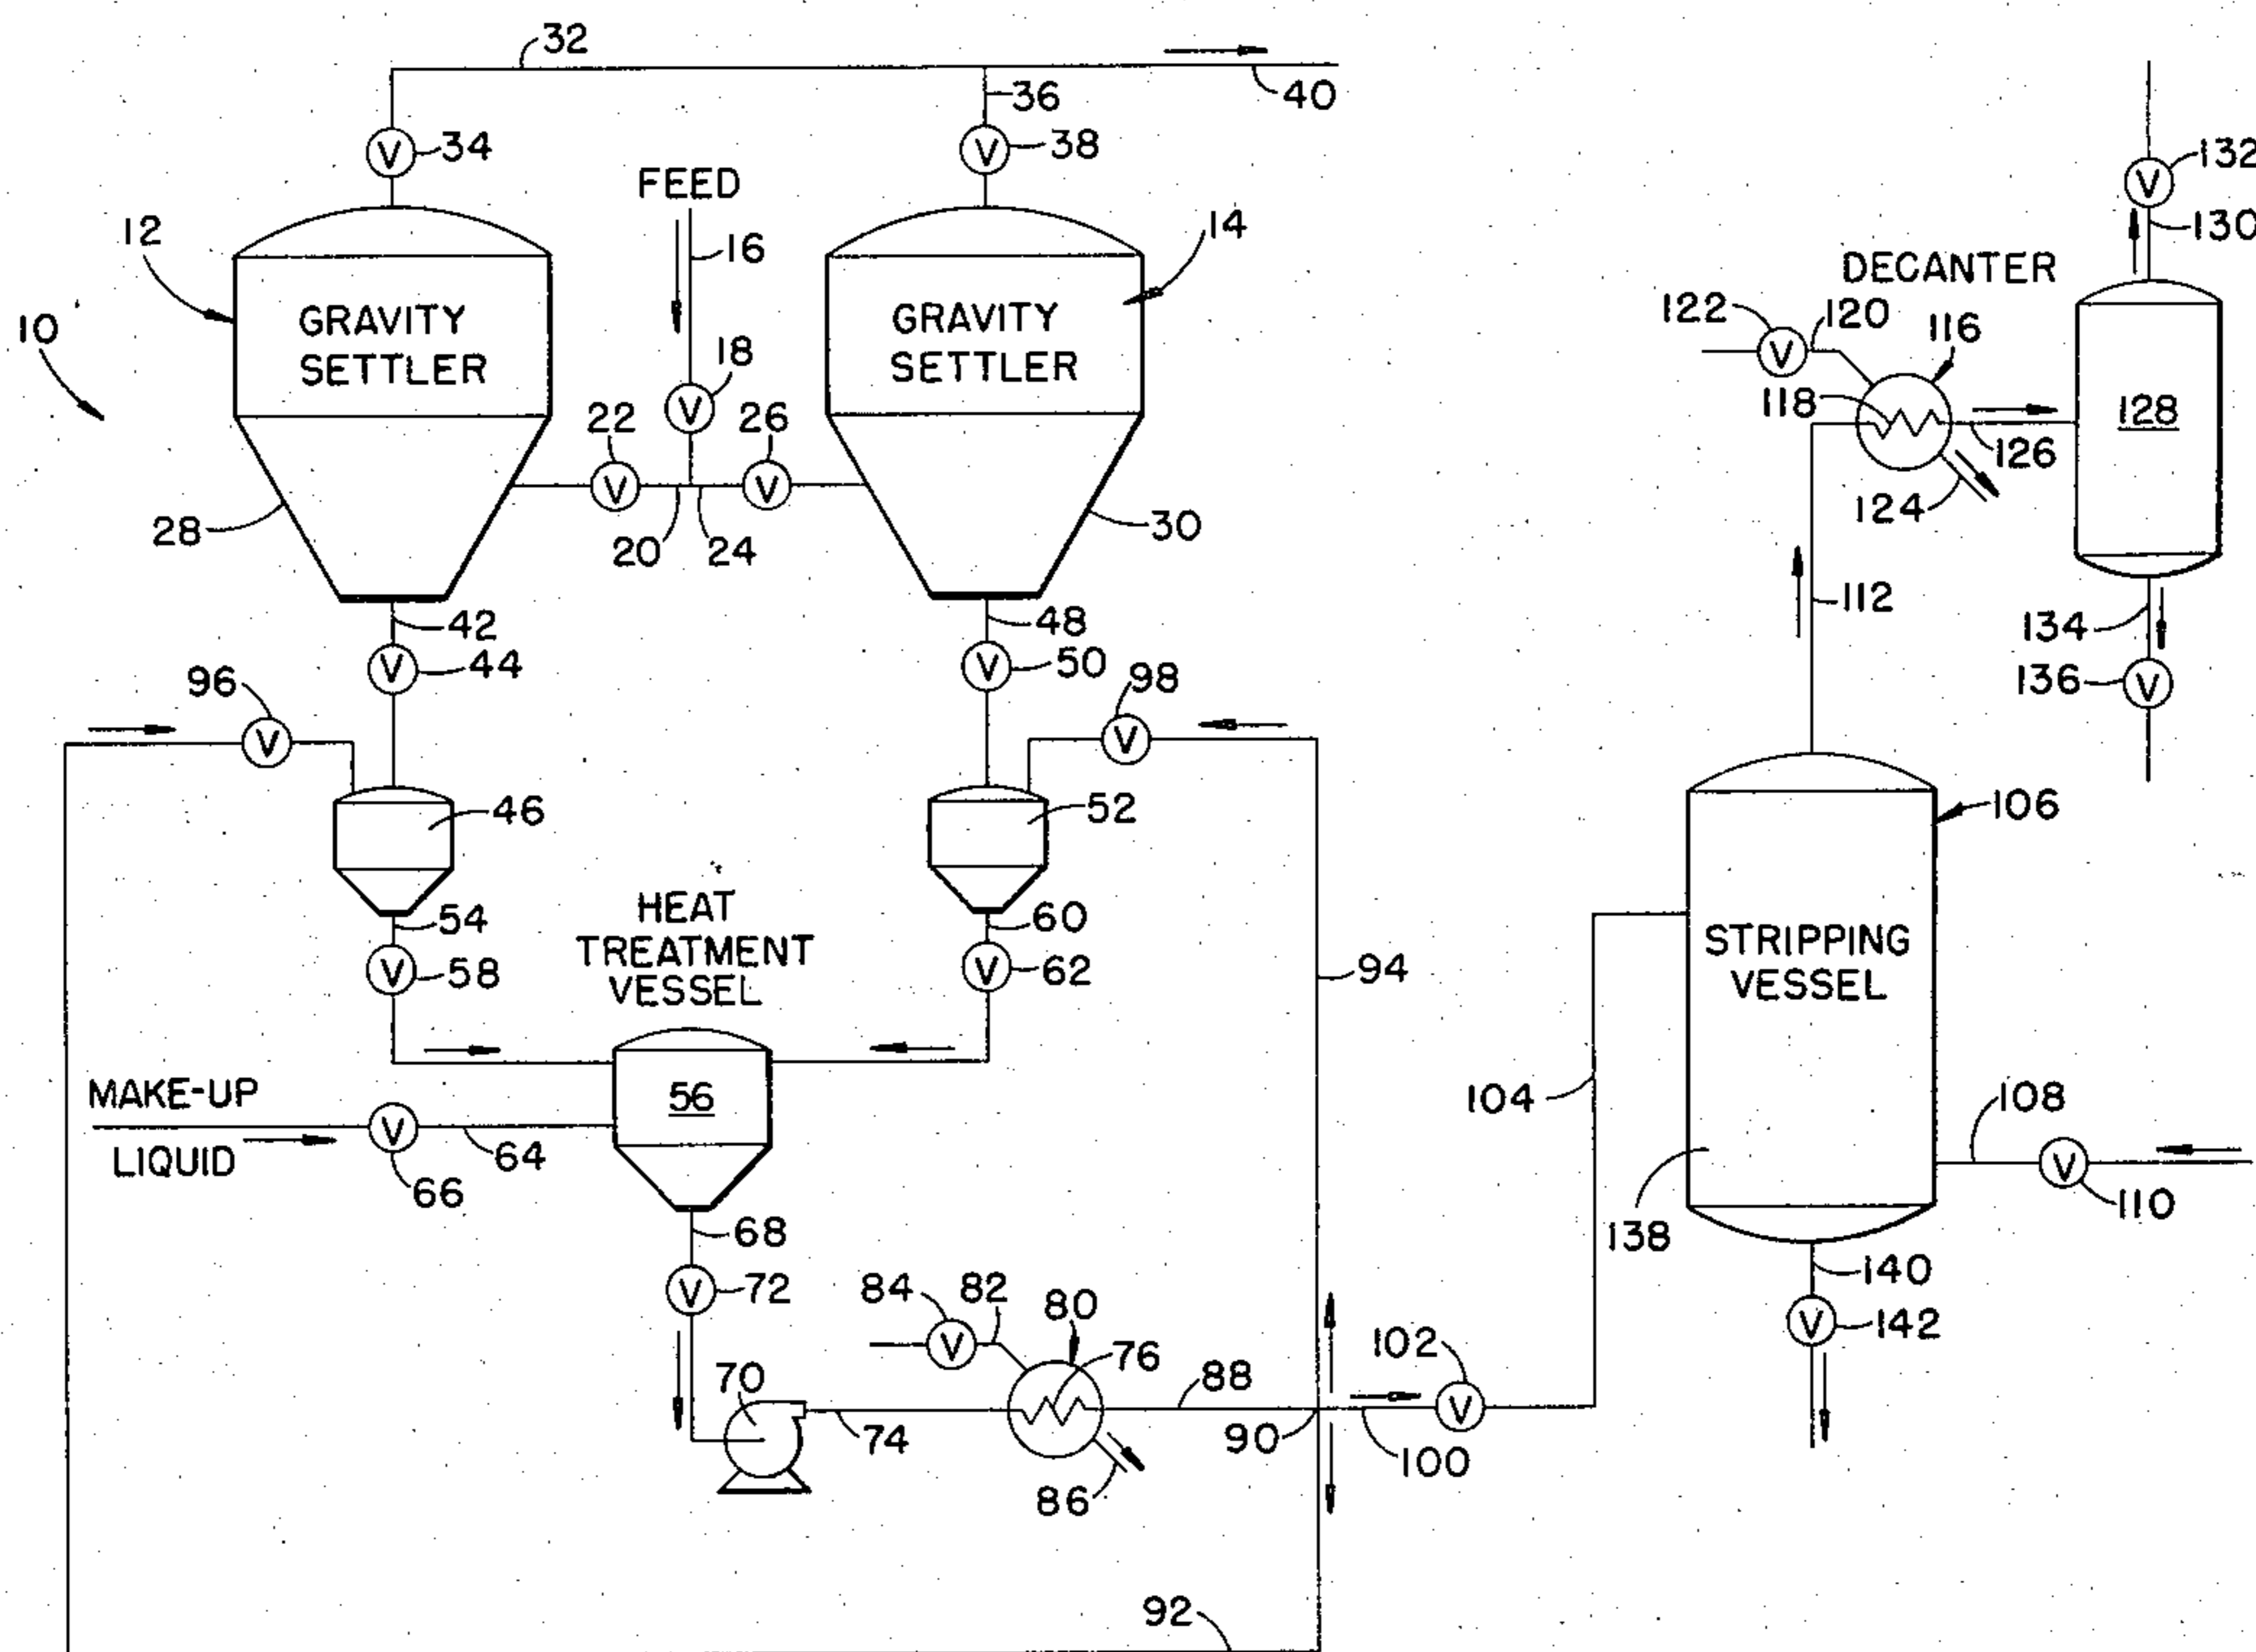 32
40
36
V
34
V
38
FEED
16
12
14
10
GRAVITY
SETTLER
GRAVITY
SETTLER
V
18
22
V
26
V
28
20
24
30
42
V
44
48
V
50
96
V
98
V
46
52
54
V
58
60
V
62
HEAT
TREATMENT
VESSEL
94
MAKE-UP
LIQUID
V
66
64
56
68
V
72
70
74
84
V
82
80
76
86
88
90
92
100
102
V
104
STRIPPING
VESSEL
106
108
V
110
138
140
V
142
112
DECANTER
122
V
120
116
118
124
126
128
V
132
130
134
136
V